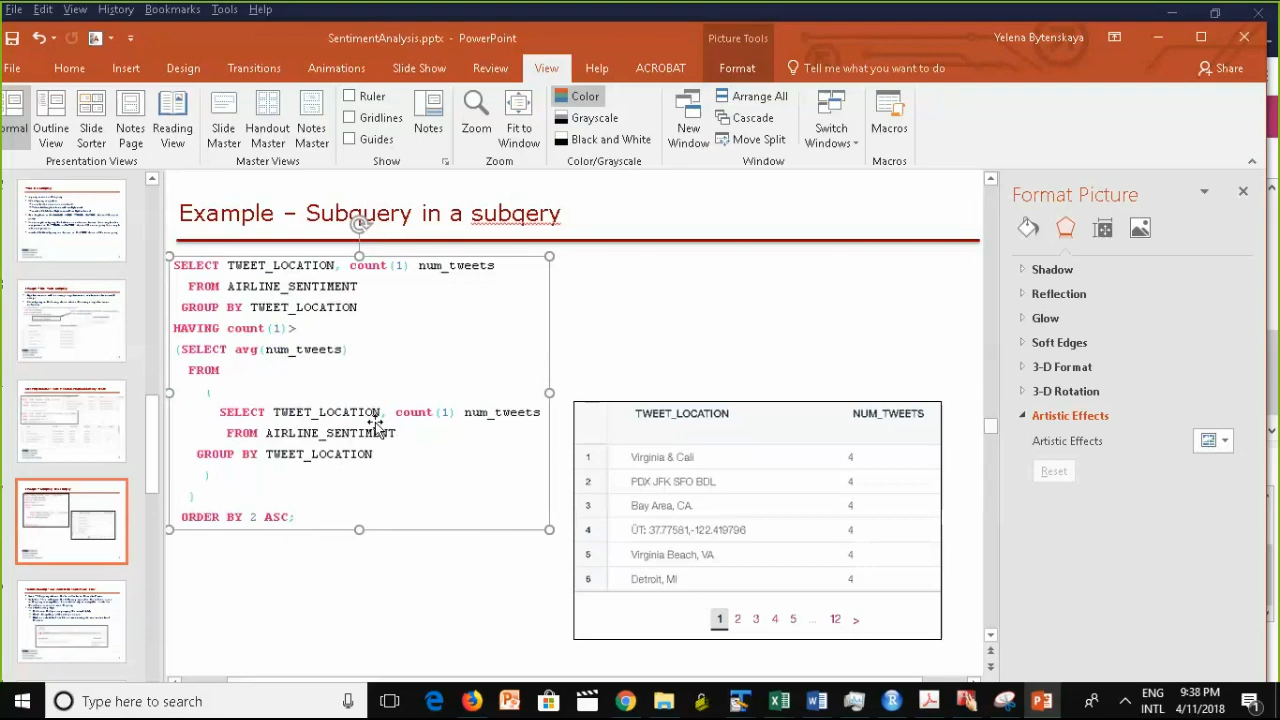 File Edit View History Bookmarks Tools Help
SentimentAnalysis.pptx - PowerPoint
Picture Tools
Yelena Bytenskaya
File Home Insert Design Transitions Animations Slide Show Review View Help ACROBAT Format Tell me what you want to do Share
Outline View
Slide Sorter
Notes Page
Reading View
Presentation Views
Slide Master
Handout Master
Notes Master
Master Views
Ruler
Gridlines
Guides
Show
Notes
Zoom
Fit to Window
Zoom
Color
Grayscale
Black and White
Color/Grayscale
New Window
Arrange All
Cascade
Move Split
Window
Switch Windows
Macros
Macros
Example – Subquery in a subqery
SELECT TWEET_LOCATION, count(1) num_tweets
FROM AIRLINE_SENTIMENT
GROUP BY TWEET_LOCATION
HAVING count(1)>
(SELECT avg(num_tweets)
FROM
(
SELECT TWEET_LOCATION, count(1) num_tweets
FROM AIRLINE_SENTIMENT
GROUP BY TWEET_LOCATION
)
)
ORDER BY 2 ASC;
TWEET_LOCATION NUM_TWEETS
1 Virginia & Cali 4
2 PDX JFK SFO BDL 4
3 Bay Area, CA. 4
4 ÜT: 37.77581,-122.419796 4
5 Virginia Beach, VA 4
6 Detroit, MI 4
1 2 3 4 5 ... 12 >
Format Picture
Shadow
Reflection
Glow
Soft Edges
3-D Format
3-D Rotation
Artistic Effects
Artistic Effects
Reset
Type here to search
ENG
INTL
9:38 PM
4/11/2018